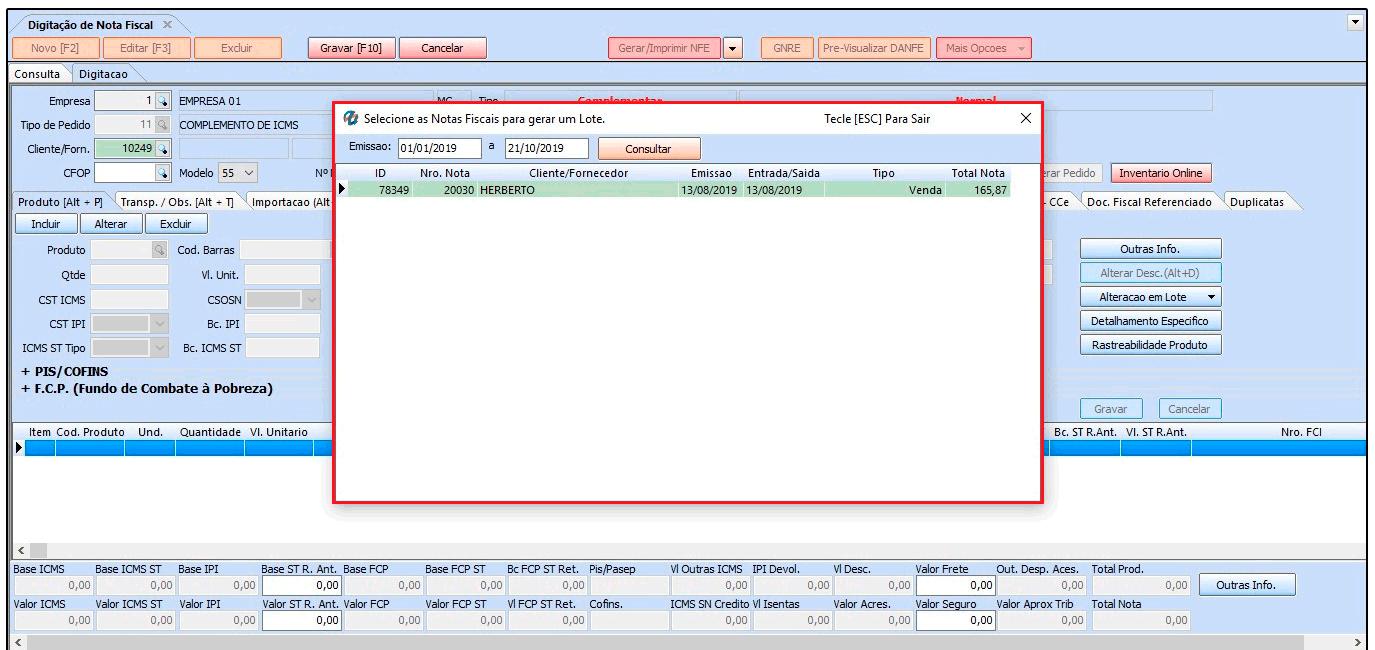 Digitação de Nota Fiscal
Novo [F2] Editar [F3] Excluir Gravar [F10] Cancelar Gerar/Imprimir NFE GNRE Pre-Visualizar DANFE Mais Opcoes
Consulta Digitacao
Empresa 1 EMPRESA 01
Tipo de Pedido 11 COMPLEMENTO DE ICMS
Cliente/Forn. 10249
CFOP Modelo 55
Selecione as Notas Fiscais para gerar um Lote. Tecle [ESC] Para Sair
Emissao: 01/01/2019 a 21/10/2019 Consultar
ID Nro. Nota Cliente/Fornecedor Emissao Entrada/Saida Tipo Total Nota
78349 20030 HERBERTO 13/08/2019 13/08/2019 Venda 165,87
Pedido Inventario Online
Produto [Alt + P] Transp. / Obs. [Alt + T] Importacao CCe Doc. Fiscal Referenciado Duplicatas
Incluir Alterar Excluir
Produto Cod. Barras Outras Info.
Qtde Vl. Unit. Alterar Desc.(Alt+D)
CST ICMS CSOSN Alteracao em Lote
CST IPI Bc. IPI Detalhamento Especifico
ICMS ST Tipo Bc. ICMS ST Rastreabilidade Produto
+ PIS/COFINS
+ F.C.P. (Fundo de Combate à Pobreza)
Gravar Cancelar
Item Cod. Produto Und. Quantidade Vl. Unitario Bc. ST R.Ant. Vl. ST R.Ant. Nro. FCI
Base ICMS Base ICMS ST Base IPI Base ST R. Ant. Base FCP Base FCP ST Bc FCP ST Ret. Pis/Pasep Vl Outras ICMS IPI Devol. Vl Desc. Valor Frete Out. Desp. Aces. Total Prod.
0,00 0,00 0,00 0,00 0,00 0,00 0,00 0,00 0,00 0,00 0,00 0,00 0,00 0,00 Outras Info.
Valor ICMS Valor ICMS ST Valor IPI Valor ST R. Ant. Valor FCP Valor FCP ST Vl FCP ST Ret. Cofins. ICMS SN Credito Vl Isentas Valor Acres. Valor Seguro Valor Aprox Trib Total Nota
0,00 0,00 0,00 0,00 0,00 0,00 0,00 0,00 0,00 0,00 0,00 0,00 0,00 0,00